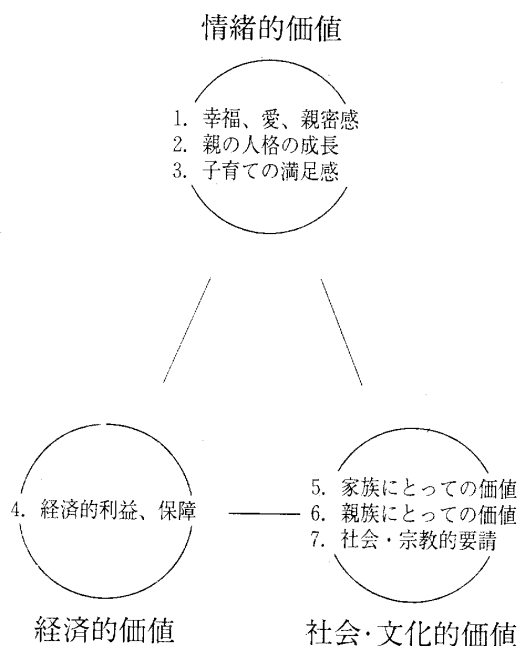 情緒的価値
1. 幸福、愛、親密感
2. 親の人格の成長
3. 子育ての満足感
4. 経済的利益、保障
経済的価値
5. 家族にとっての価値
6. 親族にとっての価値
7. 社会・宗教的要請
社会・文化的価値